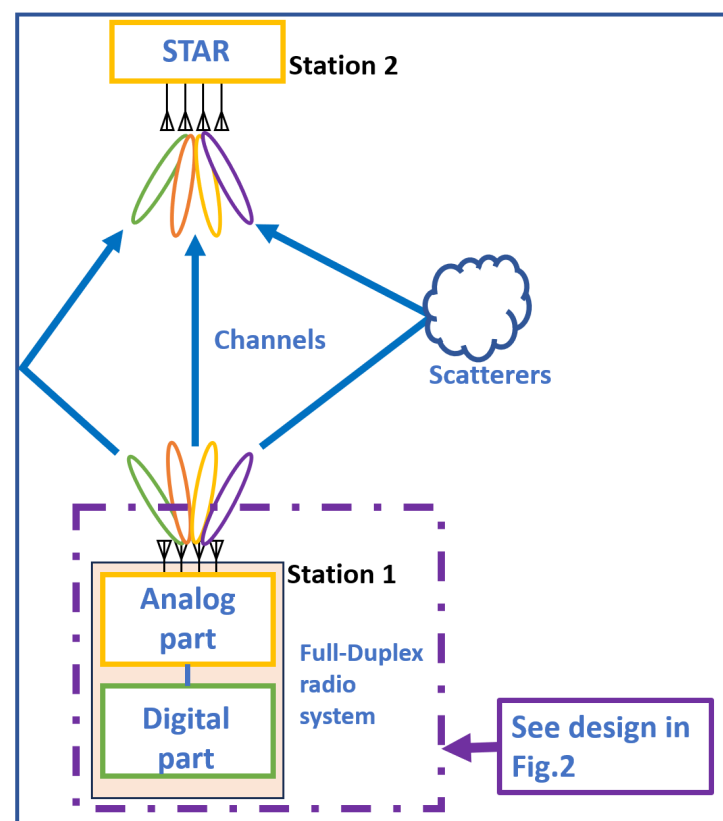 STAR
Station 2
Channels
Scatterers
Station 1
Analog
part
Full-Duplex
radio
system
Digital
part
See design in
Fig.2